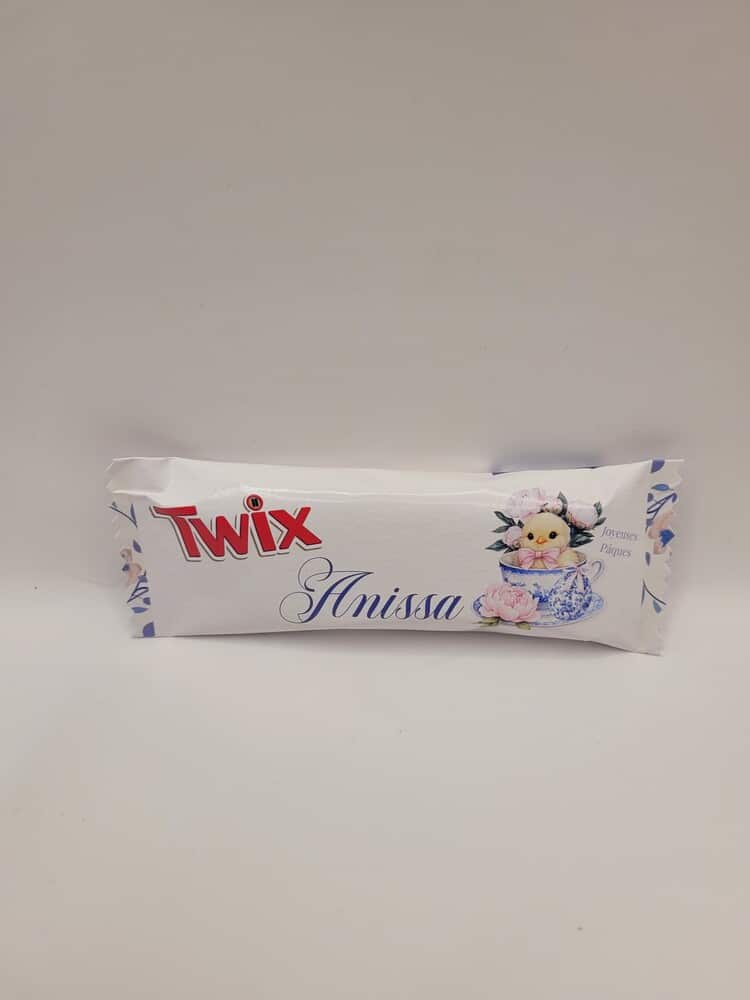 Twix
Anissa
Joyeuses
Pâques